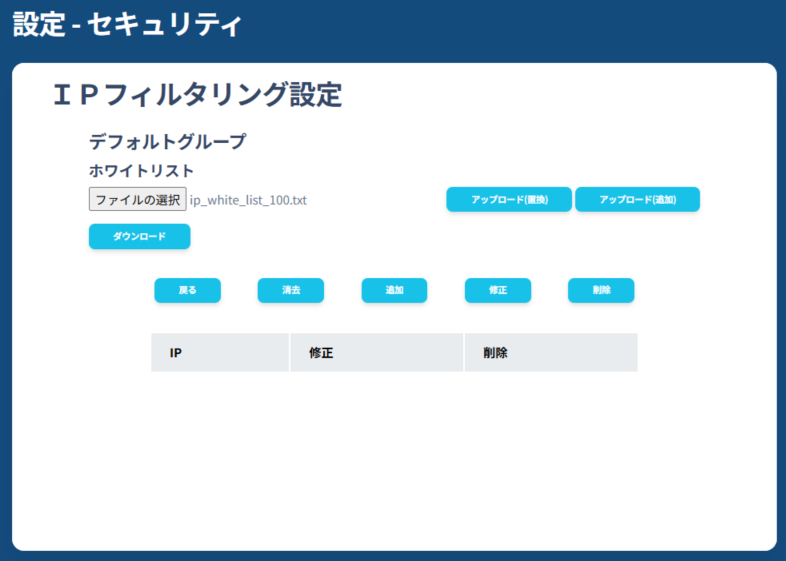 設定 - セキュリティ
ＩＰフィルタリング設定
デフォルトグループ
ホワイトリスト
ファイルの選択 ip_white_list_100.txt アップロード(置換) アップロード(追加)
ダウンロード
戻る 清去 追加 修正 削除
IP 修正 削除